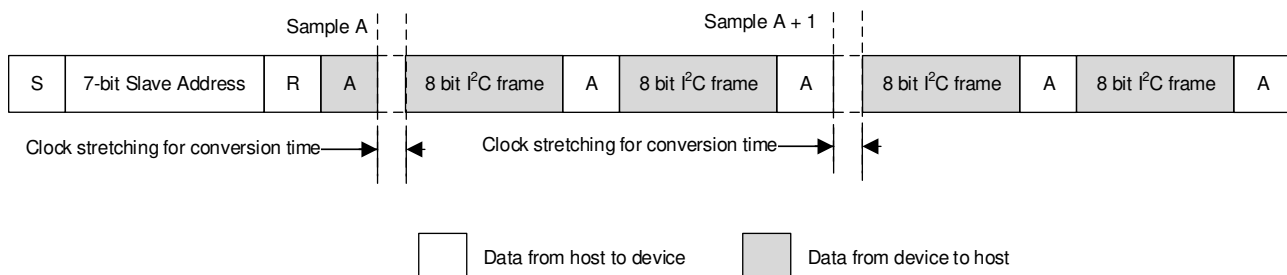 Sample A
Sample A + 1
S
7-bit Slave Address
R
A
8 bit I²C frame
A
8 bit I²C frame
A
8 bit I²C frame
A
8 bit I²C frame
A
Clock stretching for conversion time
Clock stretching for conversion time
Data from host to device
Data from device to host